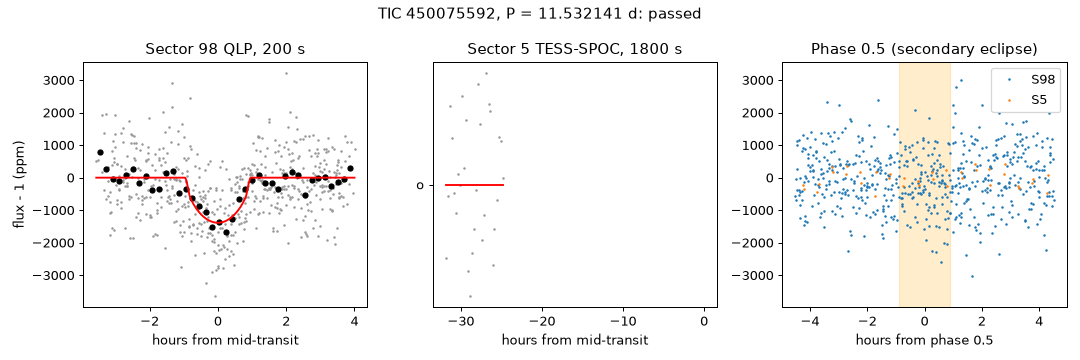 TIC 450075592, P = 11.532141 d: passed
Sector 98 QLP, 200 s
Sector 5 TESS-SPOC, 1800 s
Phase 0.5 (secondary eclipse)
flux - 1 (ppm)
3000
2000
1000
0
−1000
−2000
−3000
−2
0
2
4
hours from mid-transit
0
−30
−20
−10
0
hours from mid-transit
3000
2000
1000
0
−1000
−2000
−3000
S98
S5
−4
−2
0
2
4
hours from phase 0.5